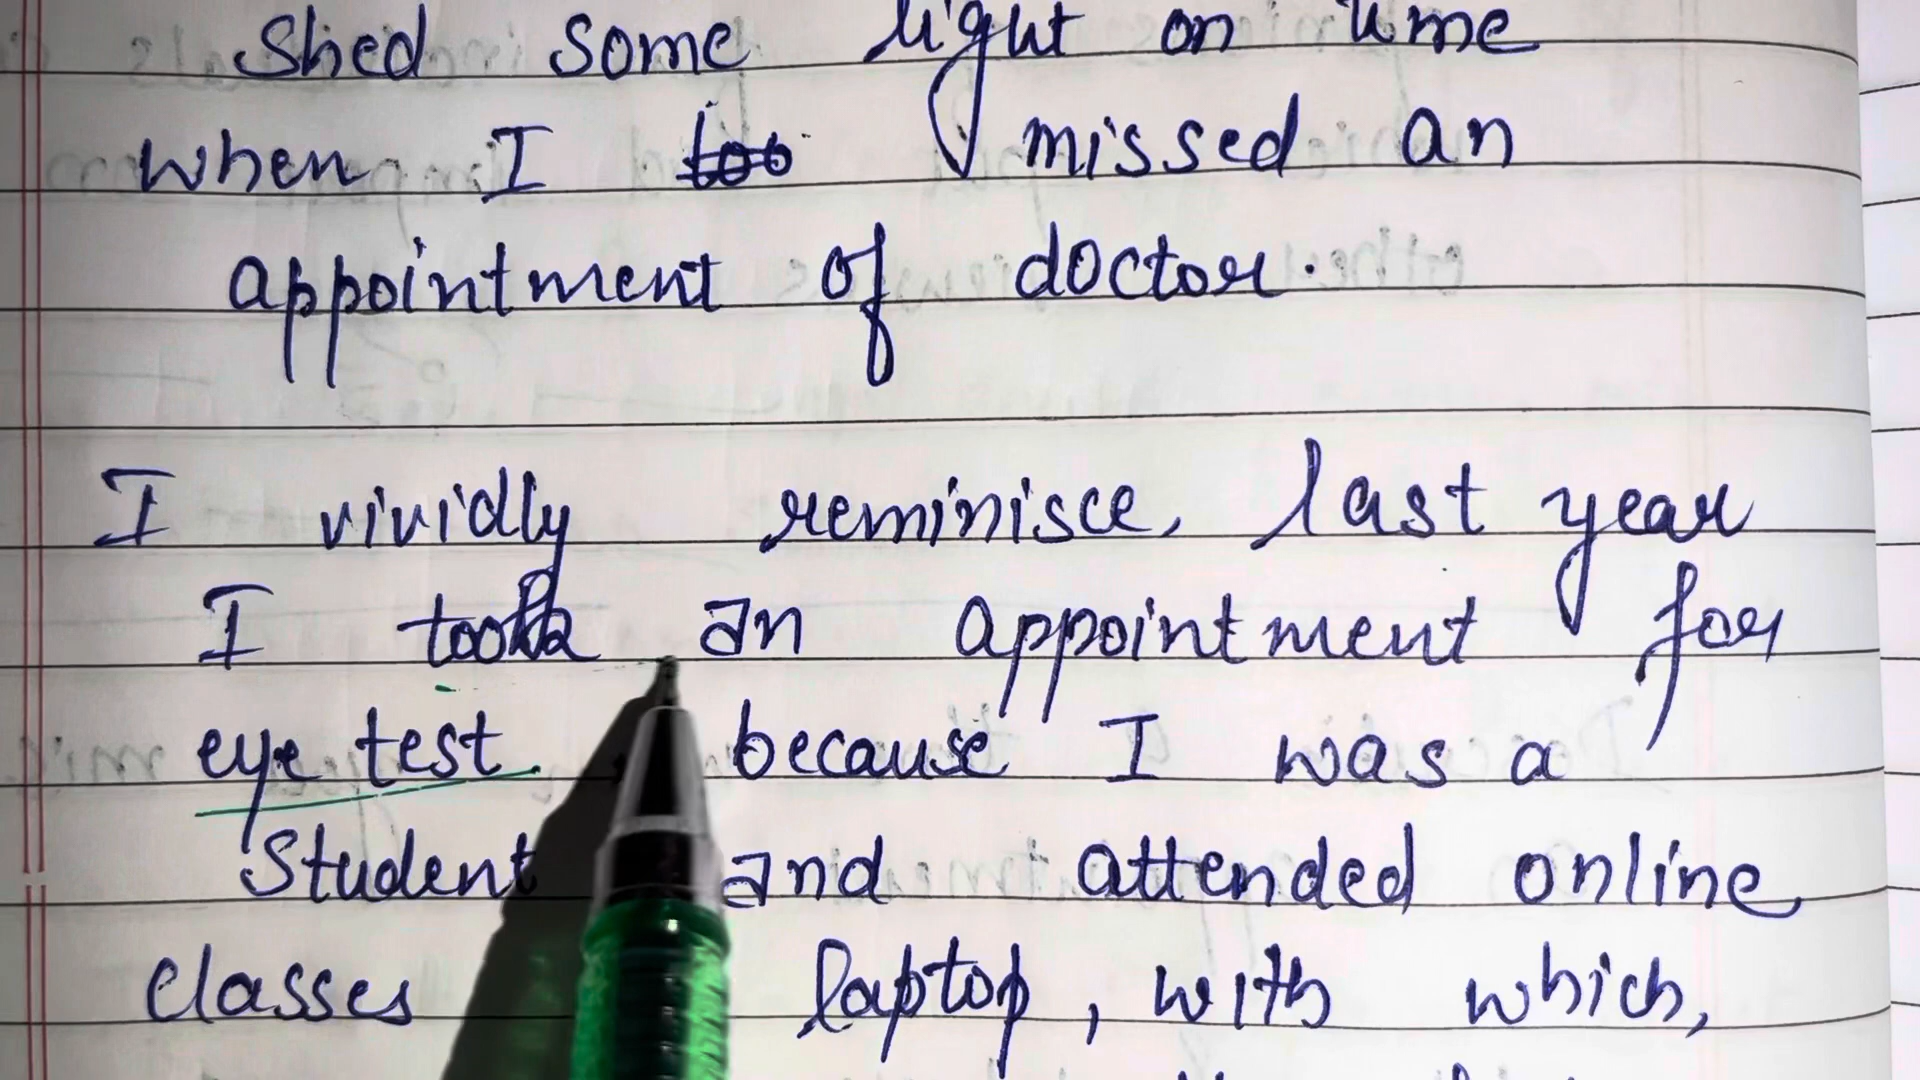 shed some light on time
when I too missed an
appointment of doctor.
I vividly reminisce, last year
I took an appointment for
eye test. because I was a
student and attended online
classes laptop, with which,